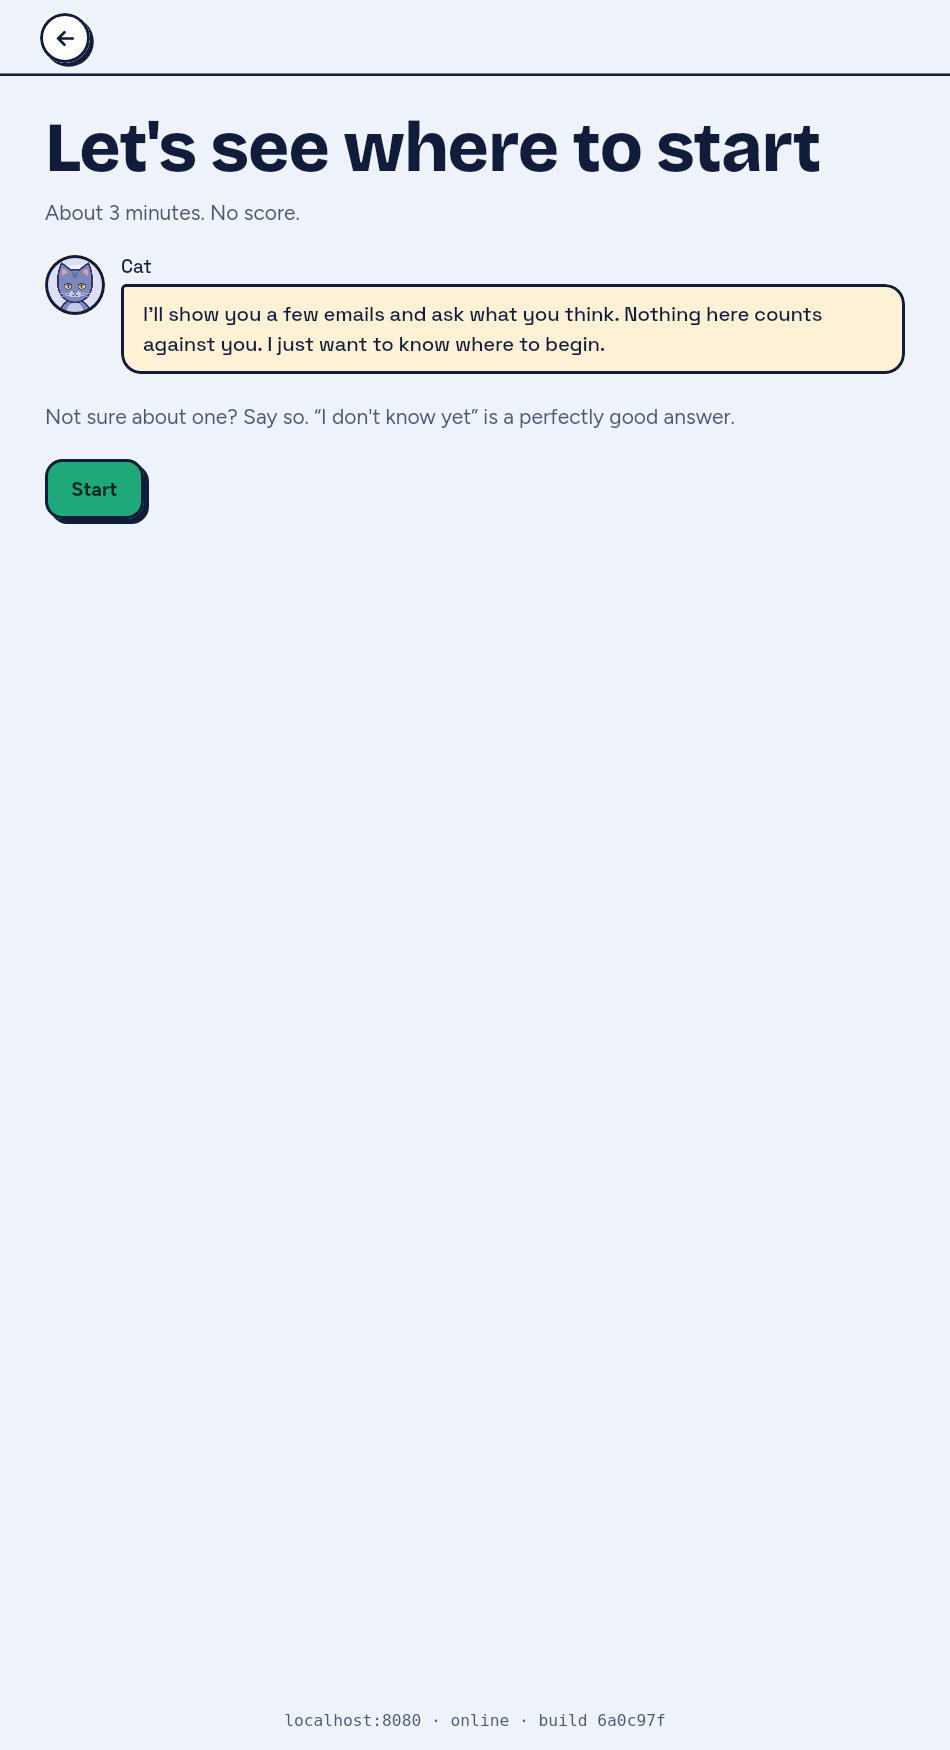 Let's see where to start
About 3 minutes. No score.
Cat
I’ll show you a few emails and ask what you think. Nothing here counts
against you. I just want to know where to begin.
Not sure about one? Say so. “I don't know yet” is a perfectly good answer.
Start
localhost:8080 · online · build 6a0c97f